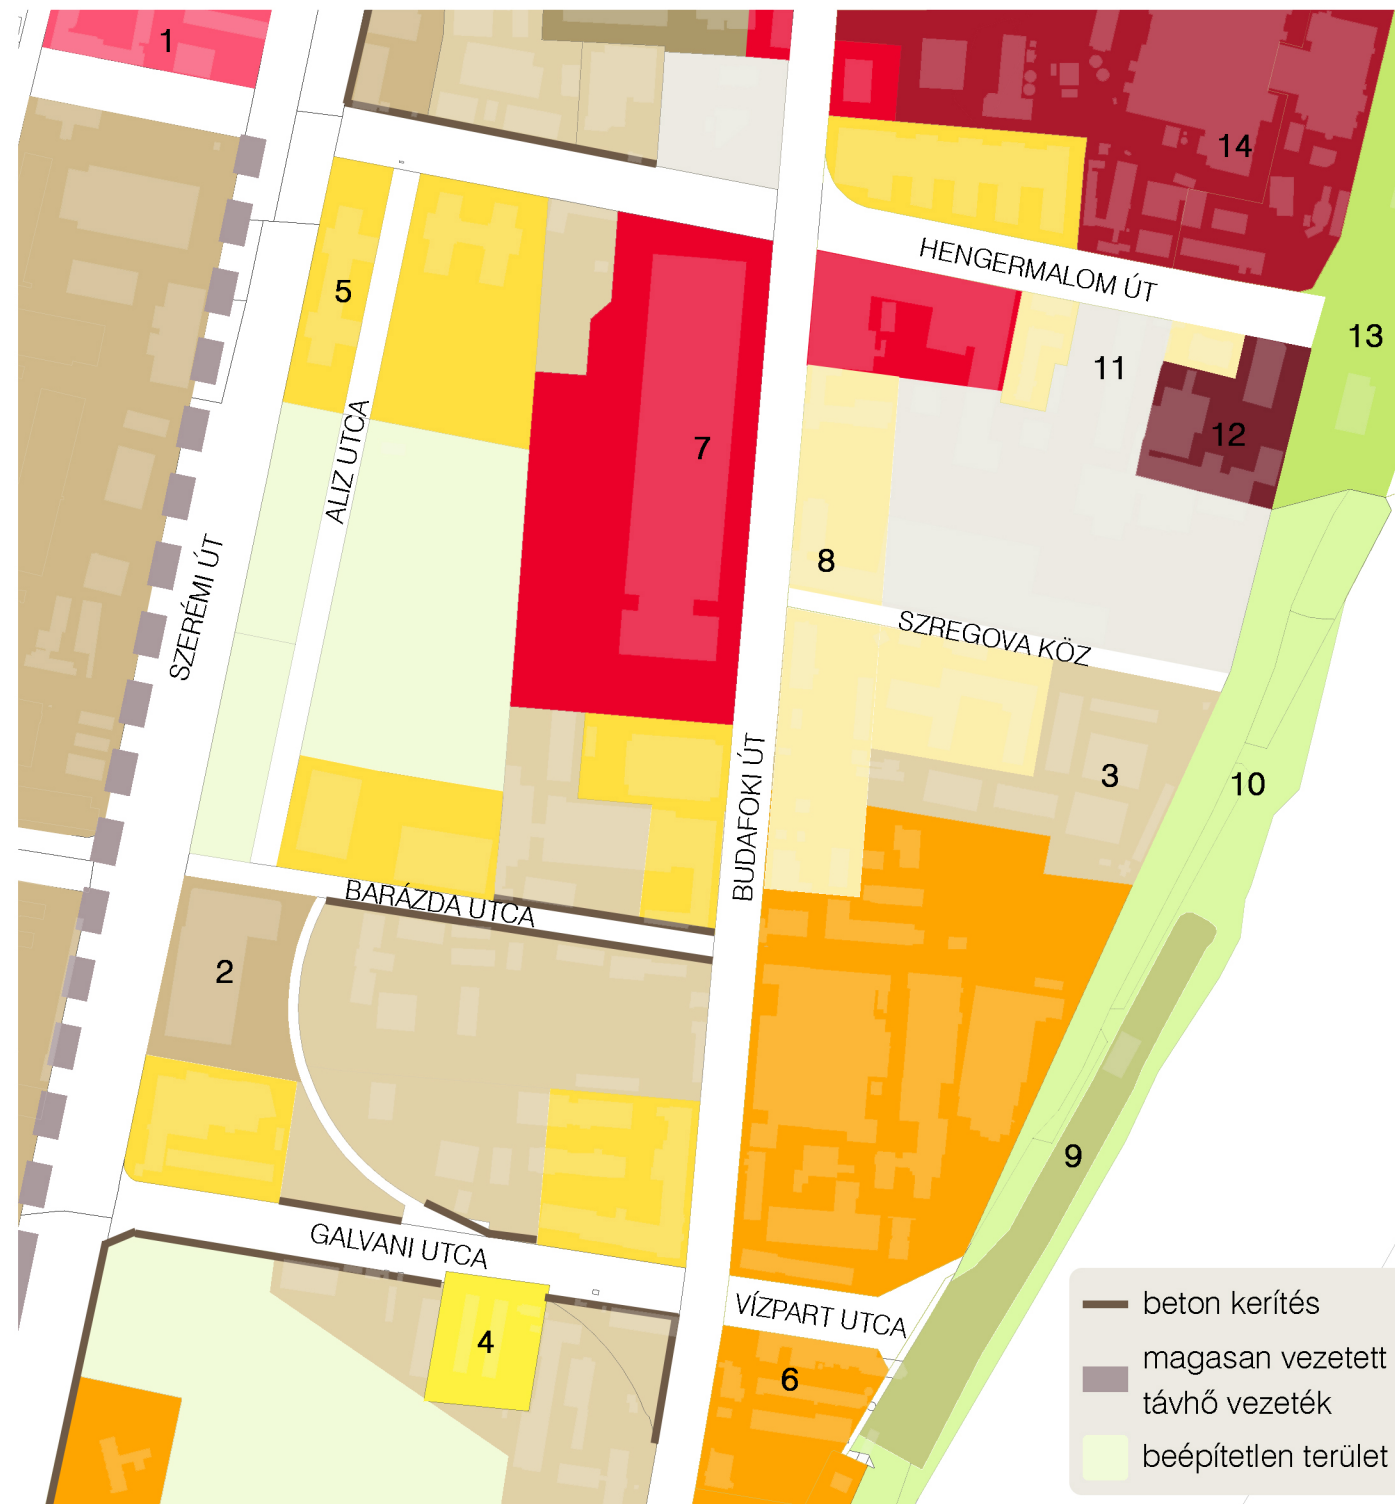 1
14
HENGERMALOM ÚT
5
13
11
ALIZ UTCA
7
12
8
SZERÉMI ÚT
SZREGOVA KÖZ
BUDAFOKI ÚT
3
10
BARÁZDA UTCA
2
9
GALVANI UTCA
VÍZPART UTCA
4
6
beton kerítés
magasan vezetett
távhő vezeték
beépítetlen terület